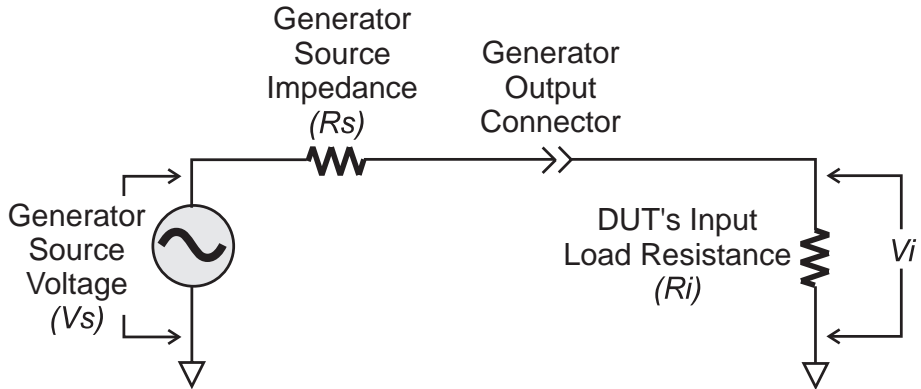 Generator
Source
Impedance
(Rs)
Generator
Output
Connector
Generator
Source
Voltage
(Vs)
DUT's Input
Load Resistance
(Ri)
Vi